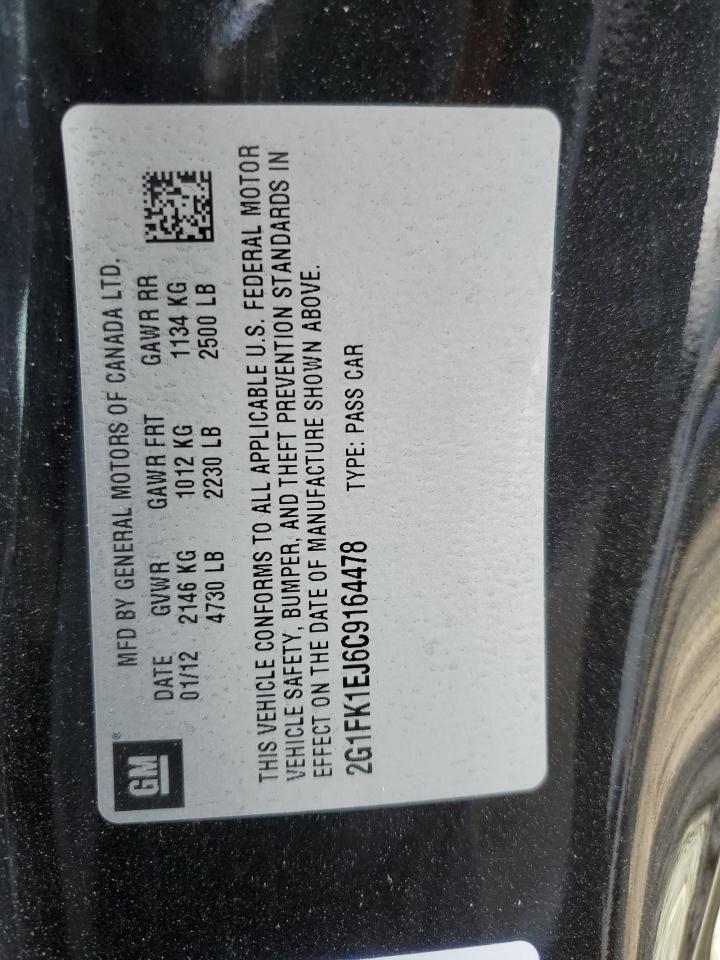 GM®
MFD BY GENERAL MOTORS OF CANADA LTD.
DATE GVWR GAWR FRT GAWR RR
01/12 2146 KG 1012 KG 1134 KG
4730 LB 2230 LB 2500 LB
THIS VEHICLE CONFORMS TO ALL APPLICABLE U.S. FEDERAL MOTOR
VEHICLE SAFETY, BUMPER, AND THEFT PREVENTION STANDARDS IN
EFFECT ON THE DATE OF MANUFACTURE SHOWN ABOVE.
2G1FK1EJ6C9164478 TYPE: PASS CAR